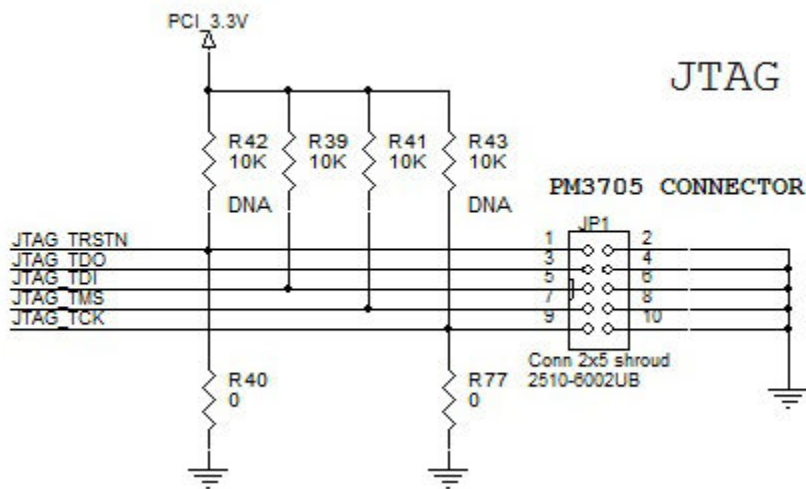 PCI_3.3V
JTAG
R42 R39 R41 R43
10K 10K 10K 10K
DNA DNA
PM3705 CONNECTOR
JP1
JTAG_TRSTN 1 2
JTAG_TDO 3 4
JTAG_TDI 5 6
JTAG_TMS 7 8
JTAG_TCK 9 10
Conn 2x5 shroud
2510-6002UB
R40 R77
0 0